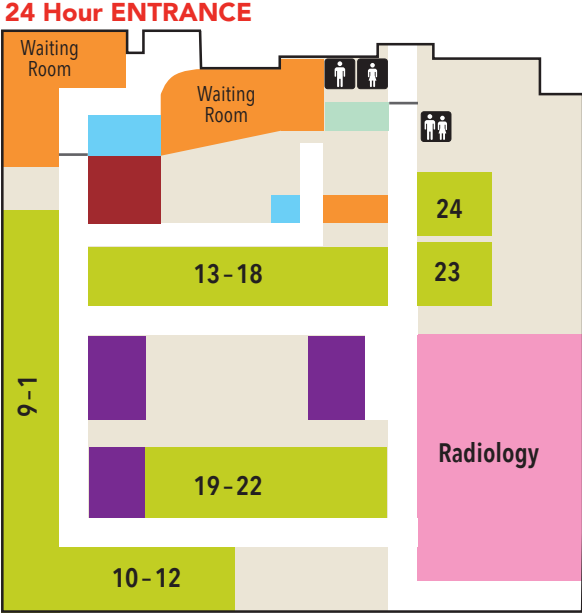 24 Hour ENTRANCE
Waiting
Room
Waiting
Room
24
23
13–18
9–1
Radiology
19–22
10–12